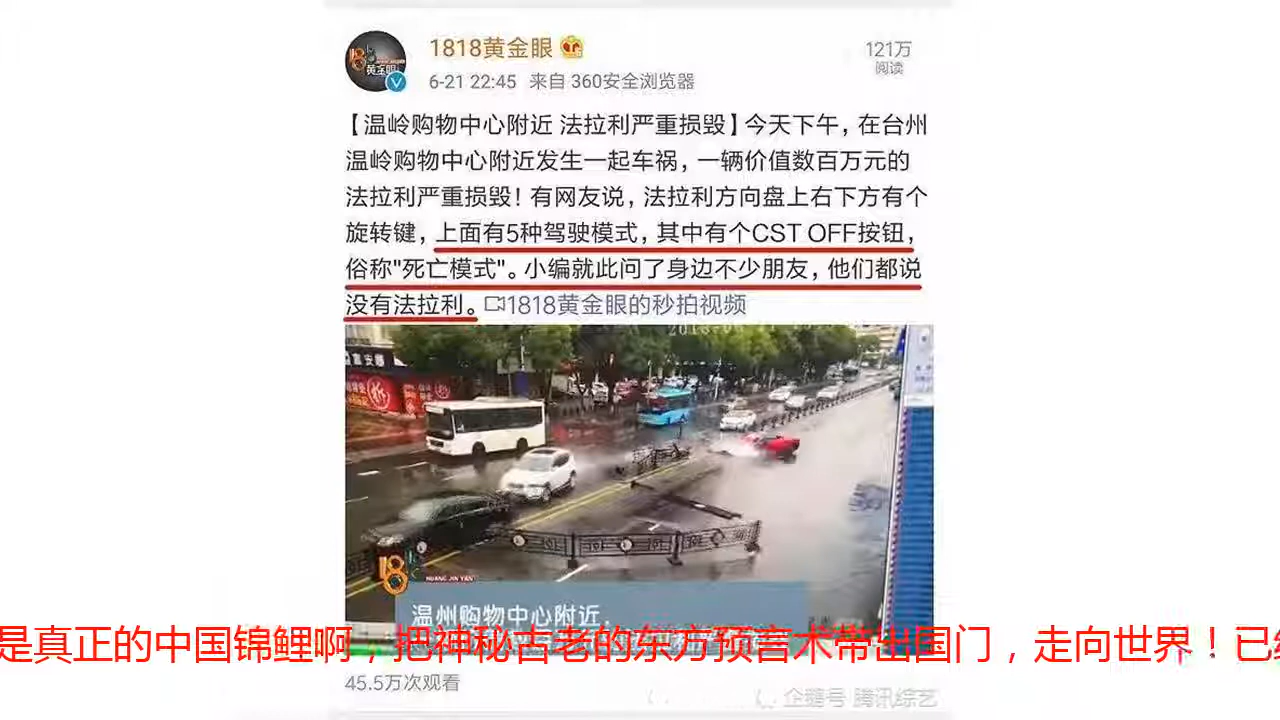 1818黄金眼
121万
6-21 22:45 来自 360安全浏览器
阅读
【温岭购物中心附近 法拉利严重损毁】今天下午，在台州
温岭购物中心附近发生一起车祸，一辆价值数百万元的
法拉利严重损毁！有网友说，法拉利方向盘上右下方有个
旋转键，上面有5种驾驶模式，其中有个CST OFF按钮，
俗称"死亡模式"。小编就此问了身边不少朋友，他们都说
没有法拉利。1818黄金眼的秒拍视频
拆
18
HUANG JIN YAN
温州购物中心附近，
是真正的中国锦鲤啊，把神秘古老的东方预言术带出国门，走向世界！已
45.5万次观看
企鹅号 腾讯综艺